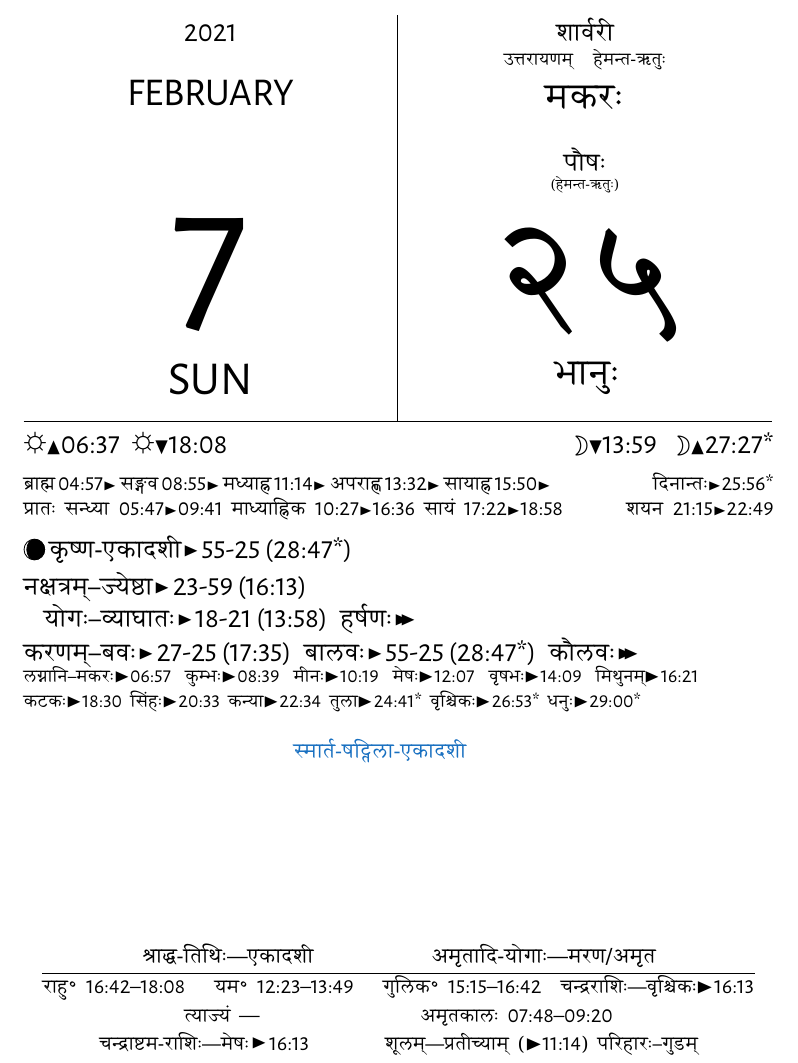 2021
FEBRUARY
7
SUN
शार्वरी
उत्तरायणम् हेमन्त-ऋतुः
मकरः
पौषः
(हेमन्त-ऋतुः)
२५
भानुः
☼▲06:37 ☼▼18:08 ☽▼13:59 ☽▲27:27*
ब्राह्म 04:57► सङ्गव 08:55► मध्याह्न 11:14► अपराह्ण 13:32► सायाह्न 15:50► दिनान्तः►25:56*
प्रातः सन्ध्या 05:47►09:41 माध्याह्निक 10:27►16:36 सायं 17:22►18:58 शयन 21:15►22:49
कृष्ण-एकादशी►55-25 (28:47*)
नक्षत्रम्–ज्येष्ठा►23-59 (16:13)
योगः–व्याघातः►18-21 (13:58) हर्षणः►►
करणम्–बवः►27-25 (17:35) बालवः►55-25 (28:47*) कौलवः►►
लग्नानि–मकरः►06:57 कुम्भः►08:39 मीनः►10:19 मेषः►12:07 वृषभः►14:09 मिथुनम्►16:21
कटकः►18:30 सिंहः►20:33 कन्या►22:34 तुला►24:41* वृश्चिकः►26:53* धनुः►29:00*
स्मार्त-षट्तिला-एकादशी
श्राद्ध-तिथिः—एकादशी अमृतादि-योगाः—मरण/अमृत
राहु॰ 16:42–18:08 यम॰ 12:23–13:49 गुलिक॰ 15:15–16:42 चन्द्रराशिः—वृश्चिकः►16:13
त्याज्यं — अमृतकालः 07:48–09:20
चन्द्राष्टम-राशिः—मेषः►16:13 शूलम्—प्रतीच्याम् (►11:14) परिहारः–गुडम्